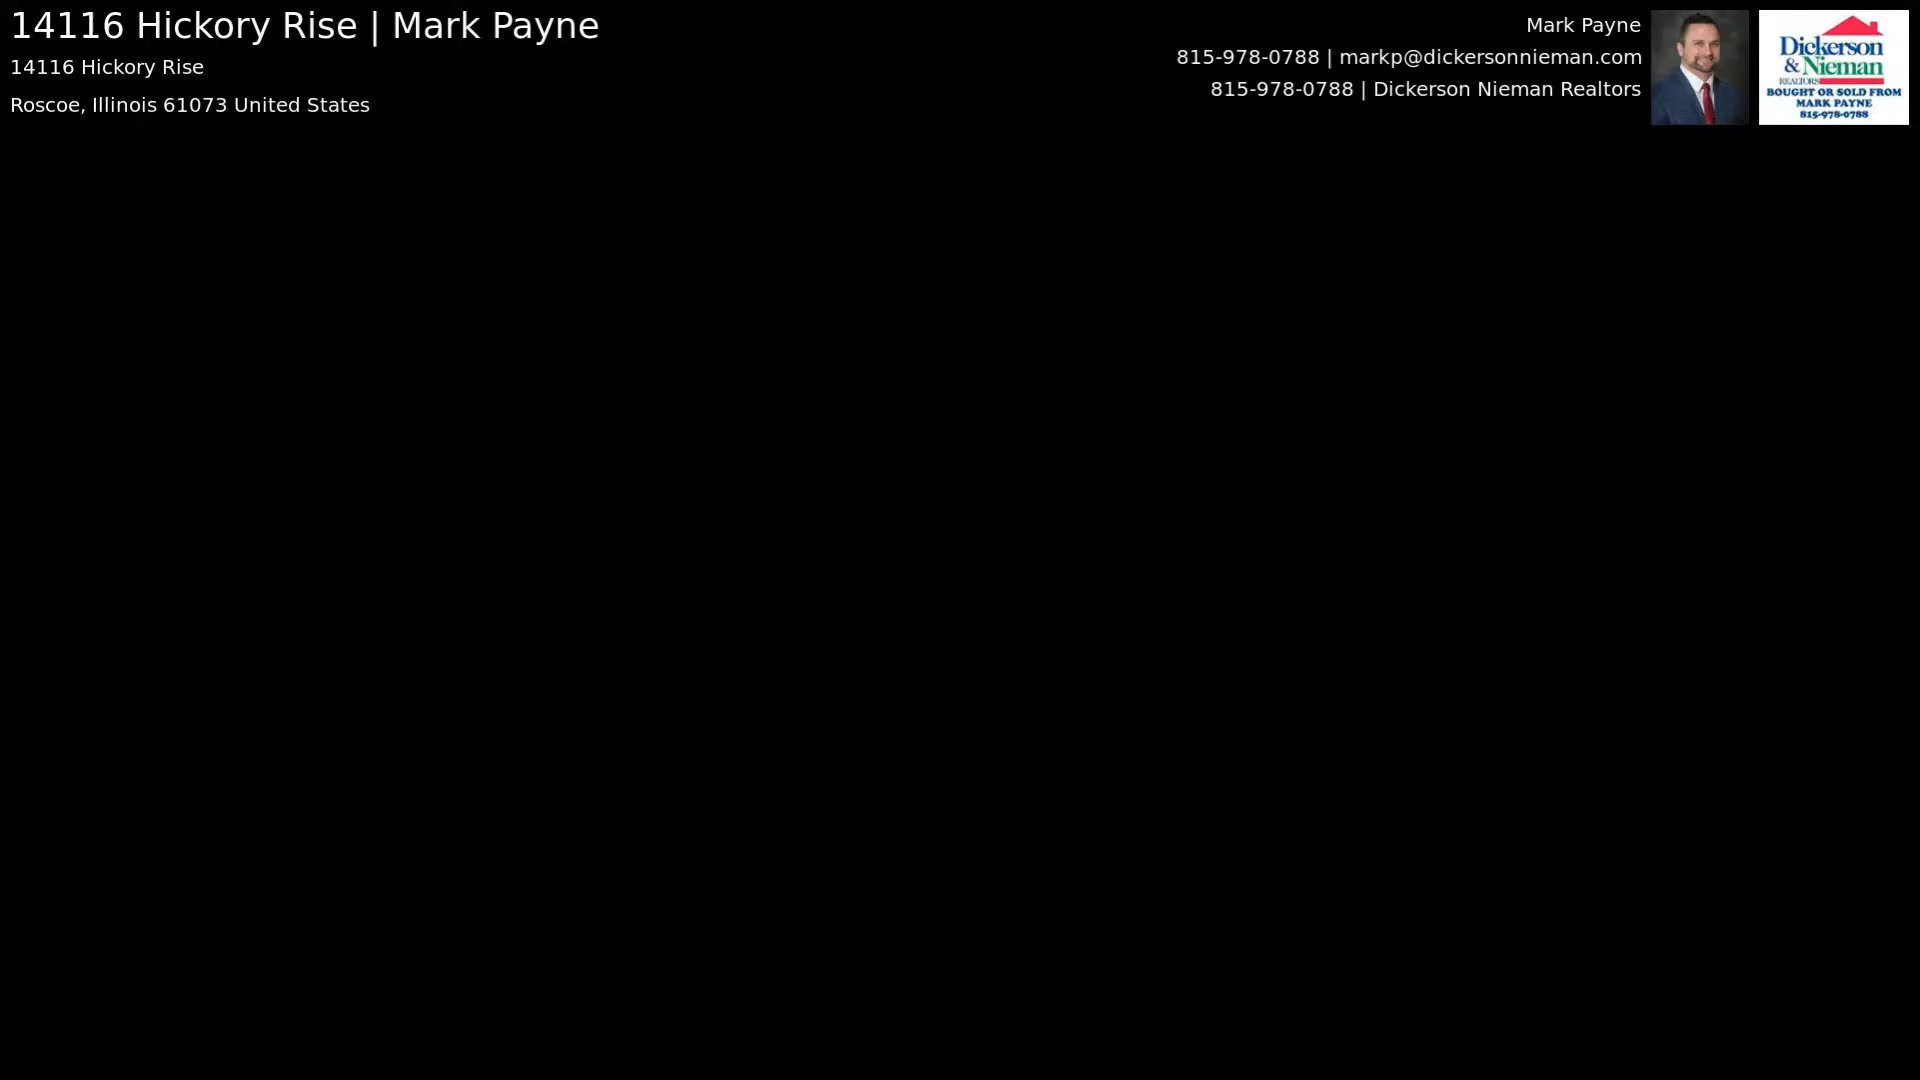 14116 Hickory Rise | Mark Payne
14116 Hickory Rise
Roscoe, Illinois 61073 United States
Mark Payne
815-978-0788 | markp@dickersonnieman.com
815-978-0788 | Dickerson Nieman Realtors
Dickerson
& Nieman
REALTORS
BOUGHT OR SOLD FROM
MARK PAYNE
815-978-0788